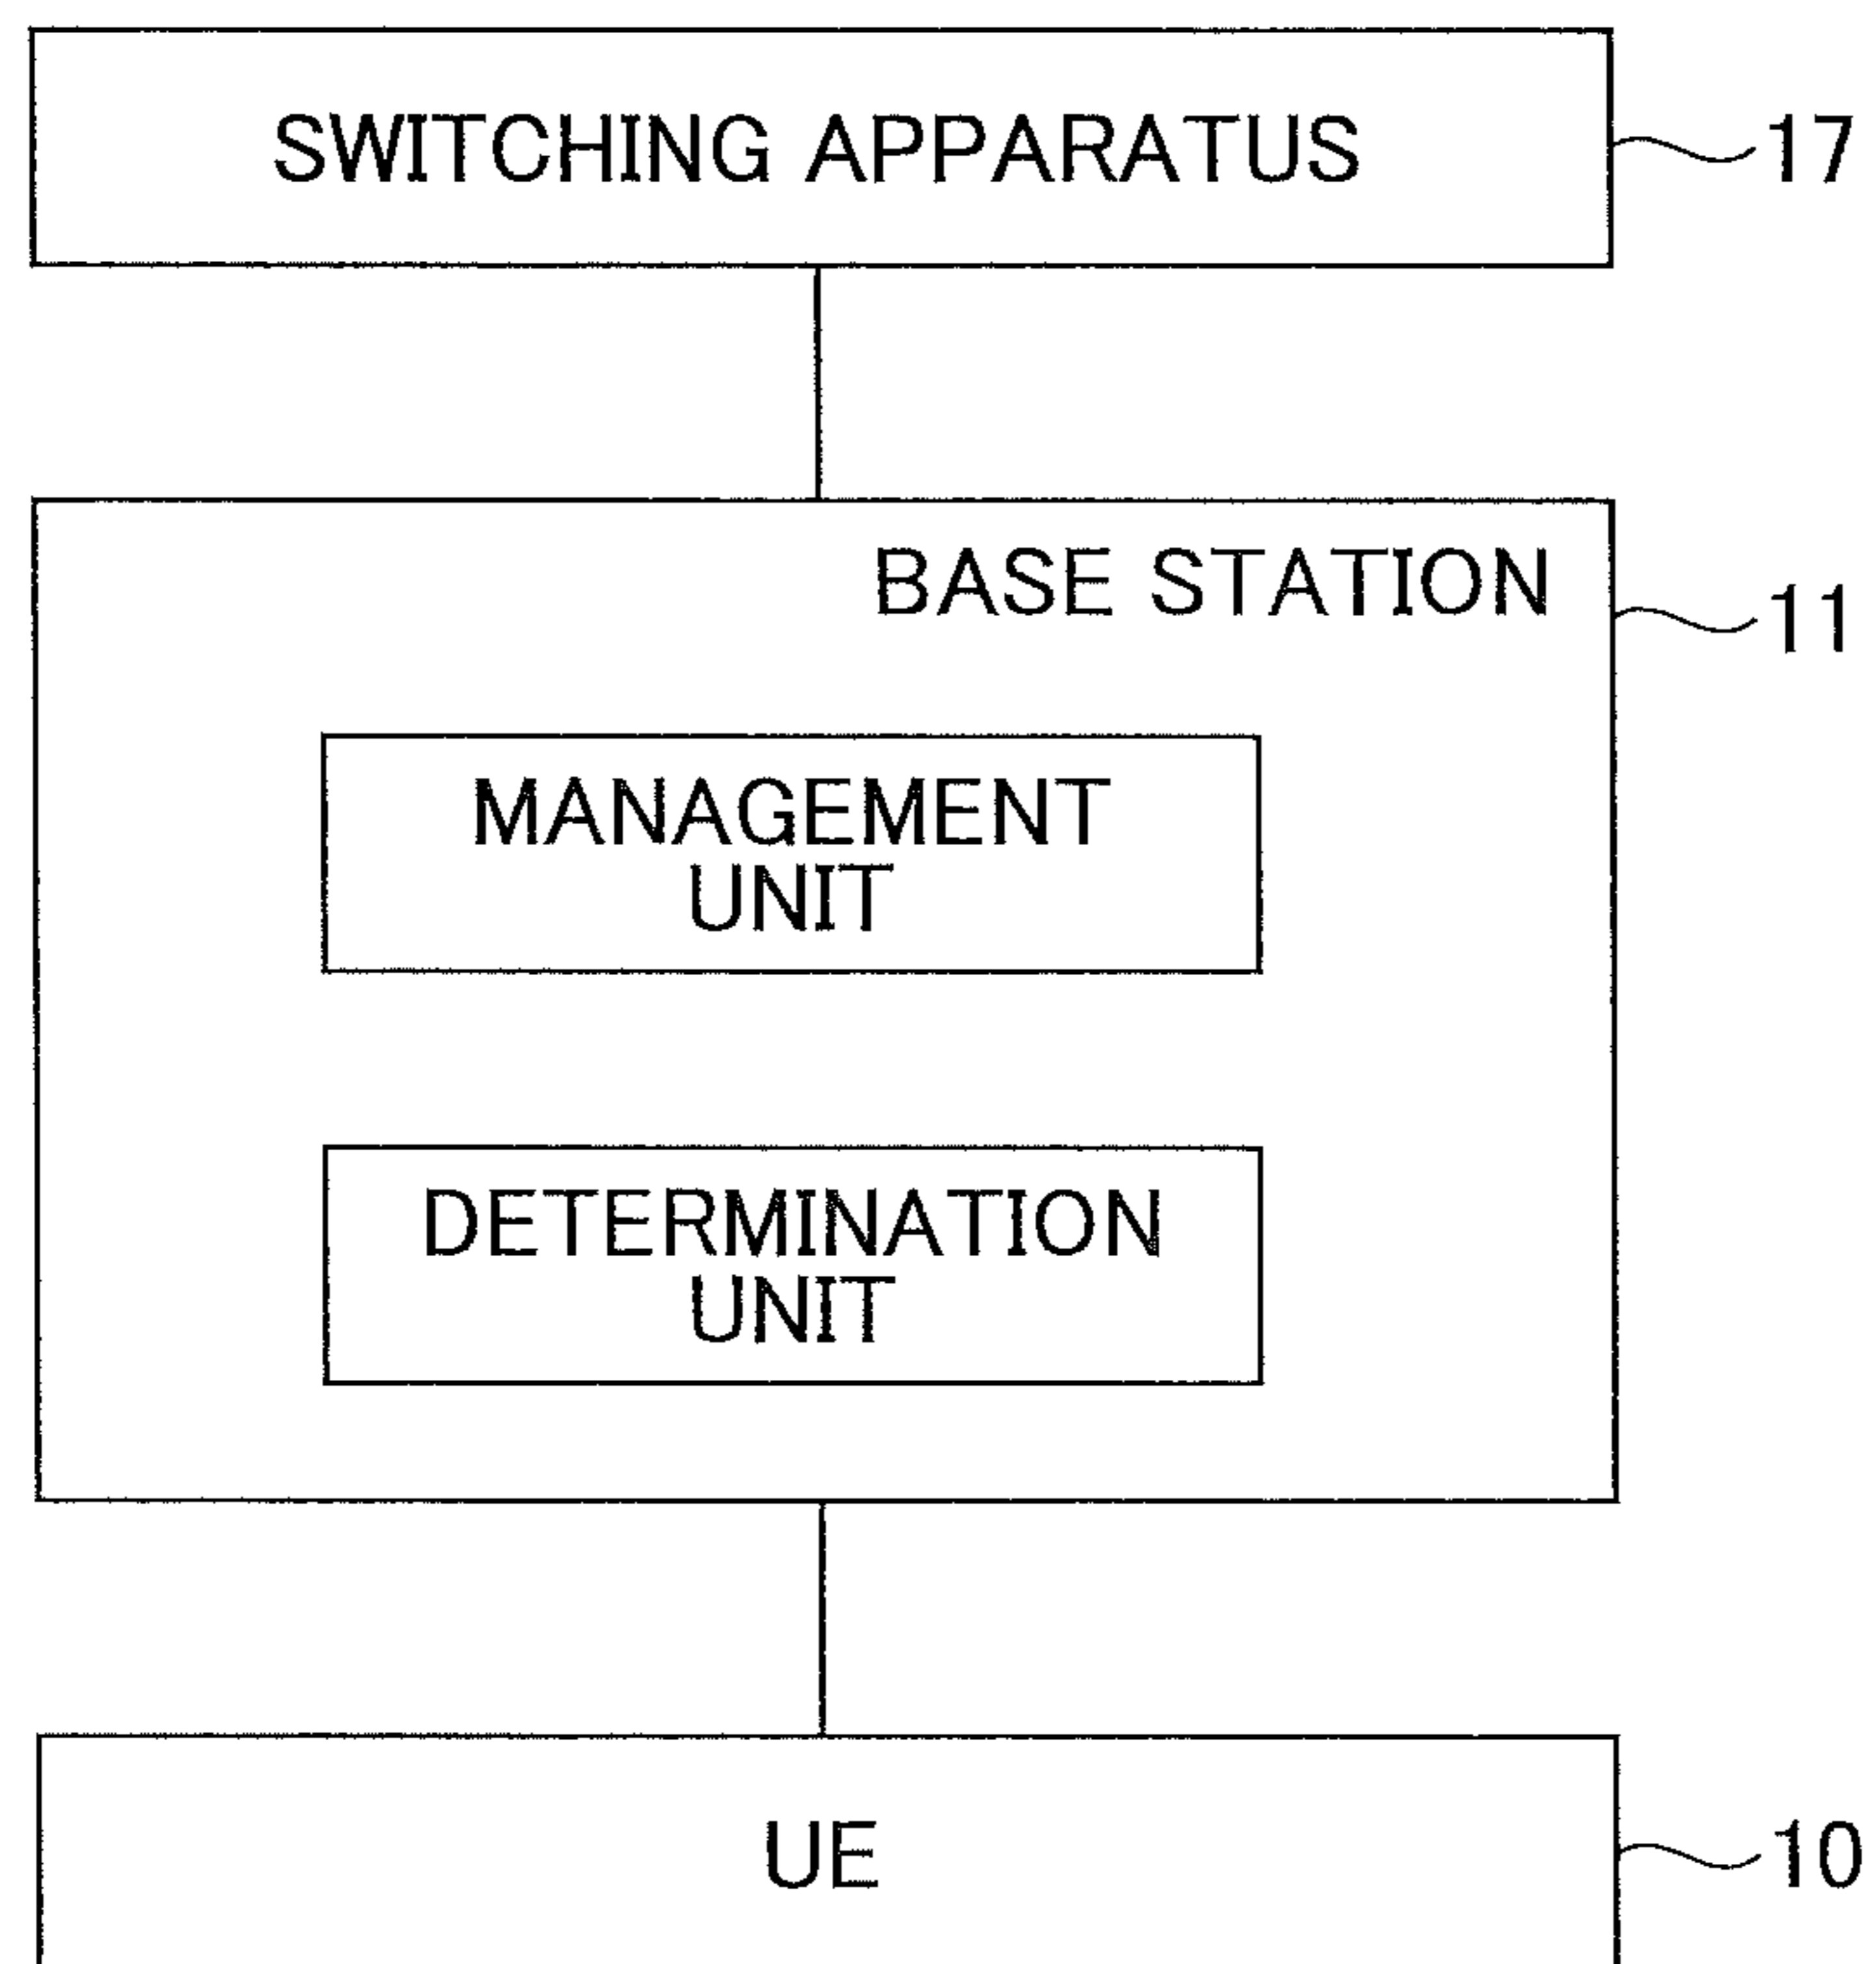 SWITCHING APPARATUS
17
BASE STATION
11
MANAGEMENT
UNIT
DETERMINATION
UNIT
UE
10